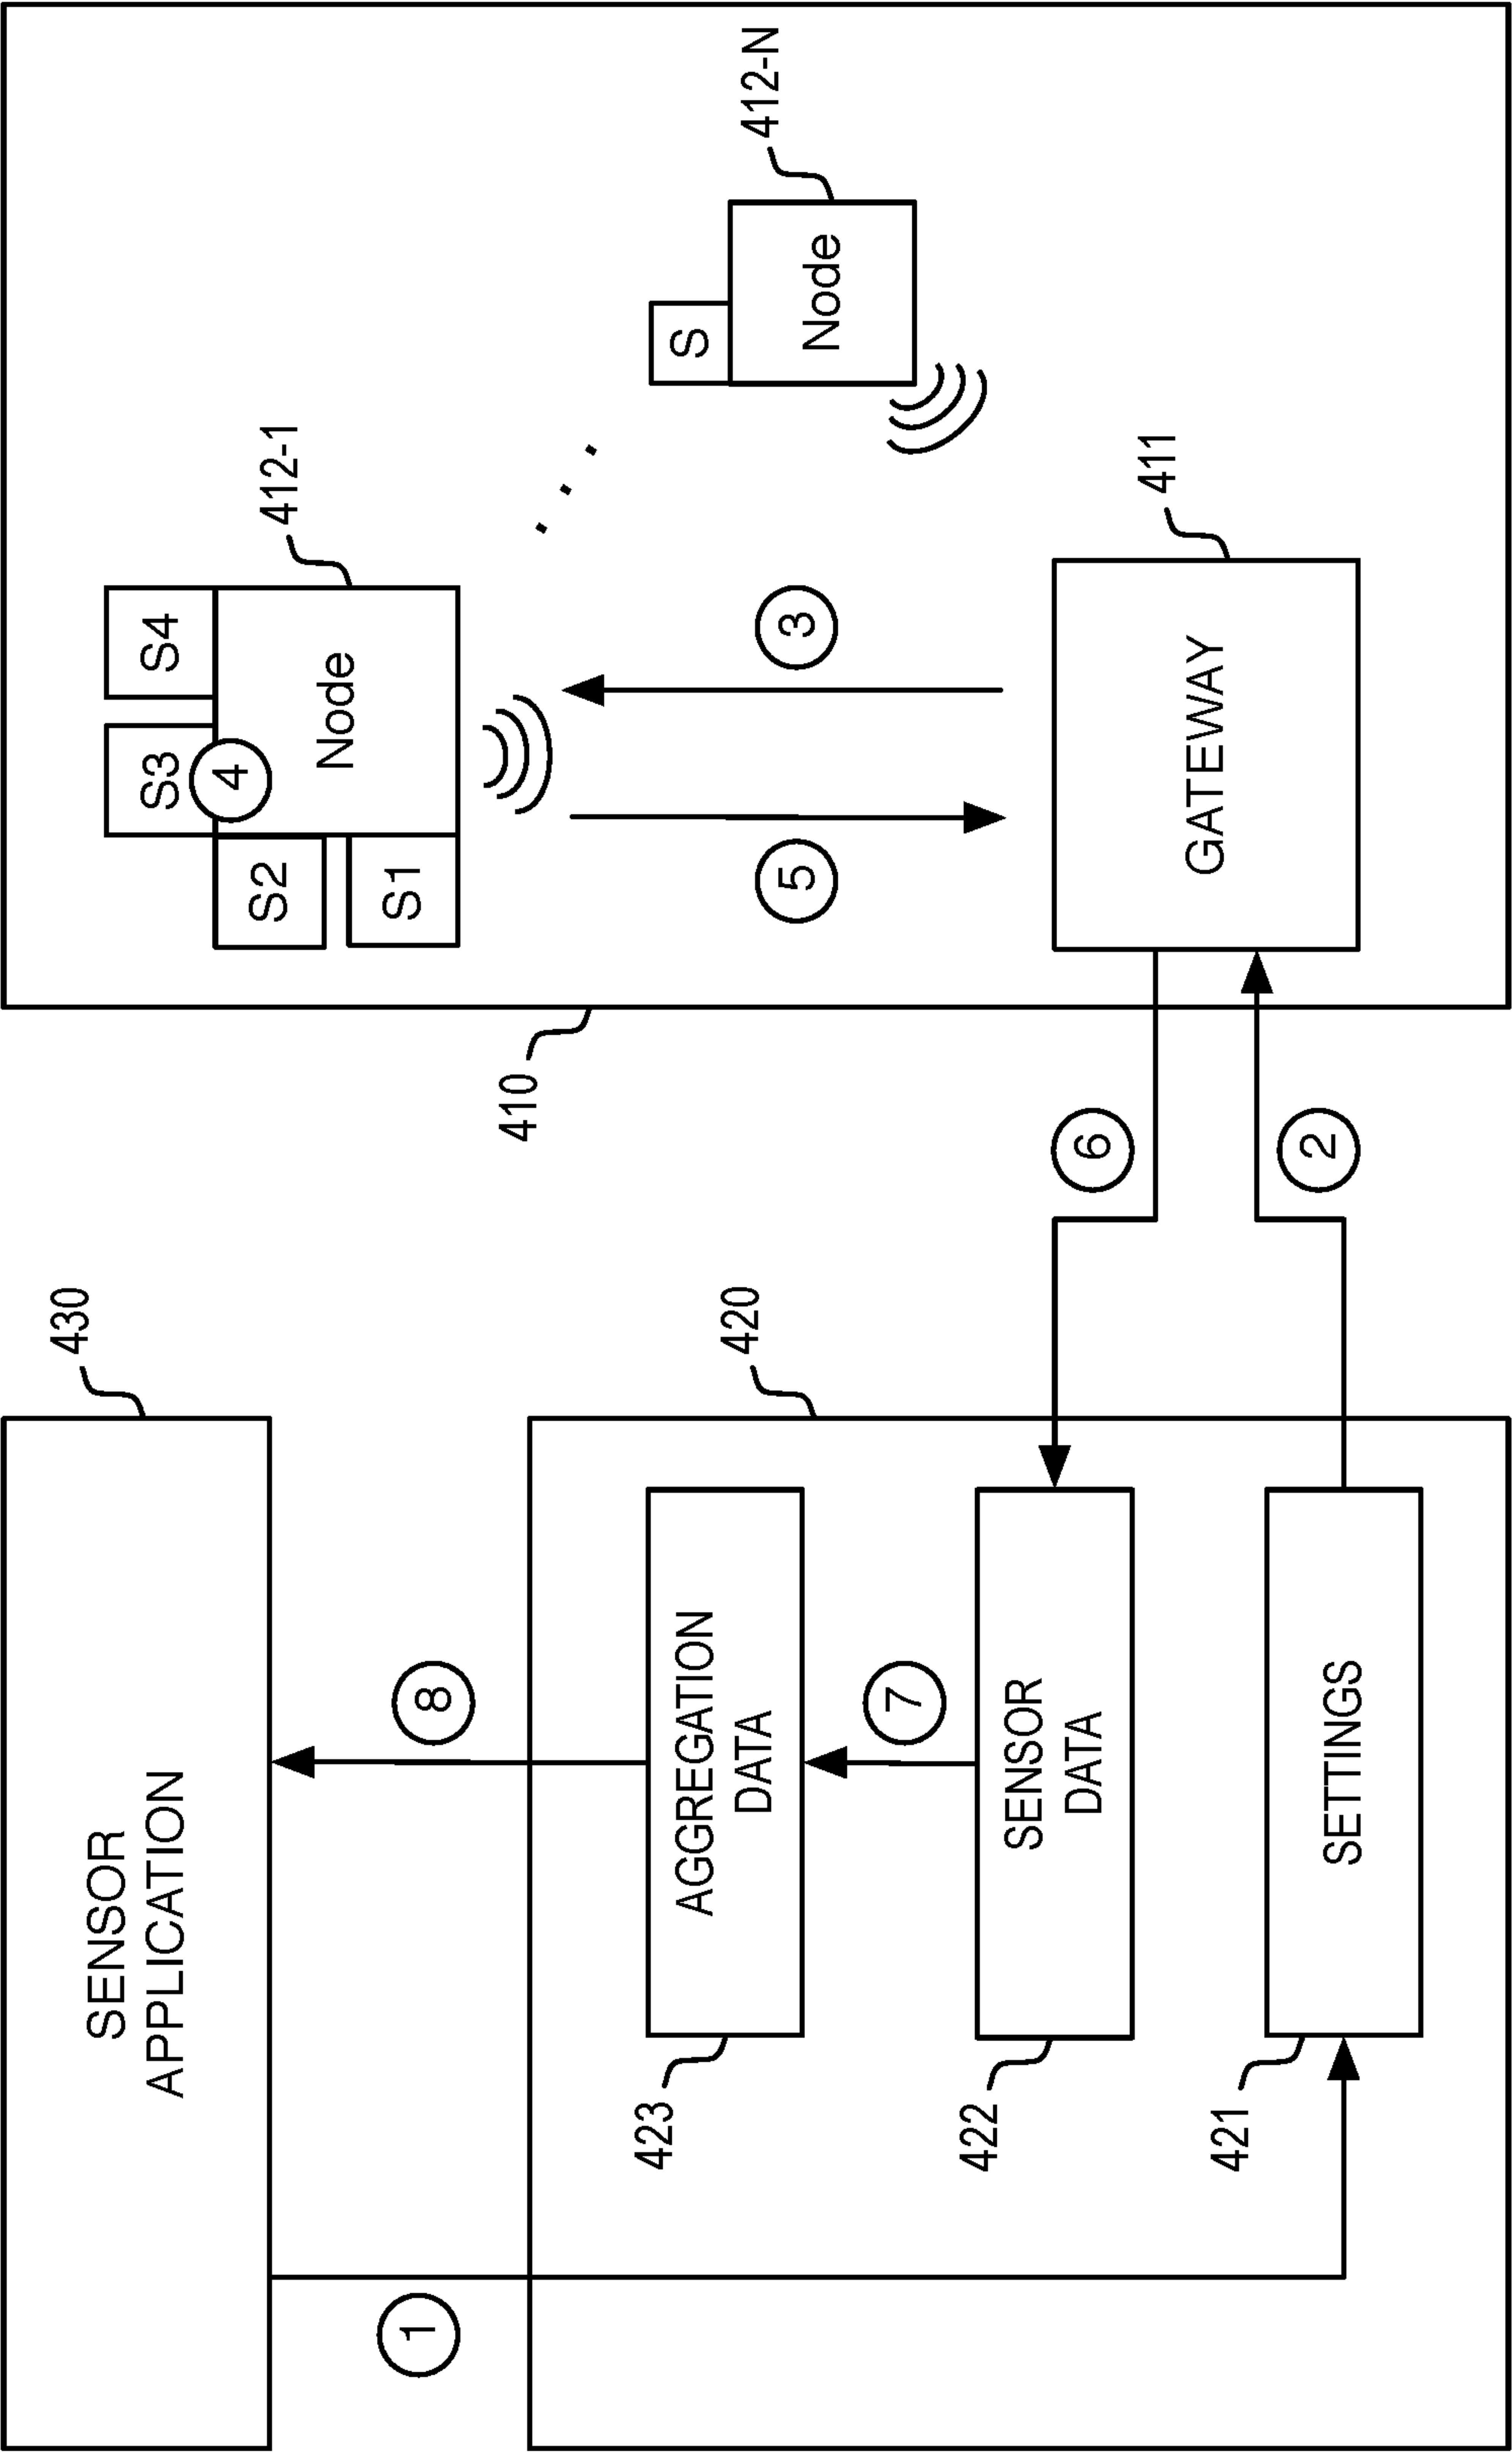 SENSOR
APPLICATION
430
1
8
420
AGGREGATION
DATA
423
7
SENSOR
DATA
422
SETTINGS
421
6
2
410
S3
S4
4
S2
S1
Node
412-1
5
3
S
Node
412-N
GATEWAY
411